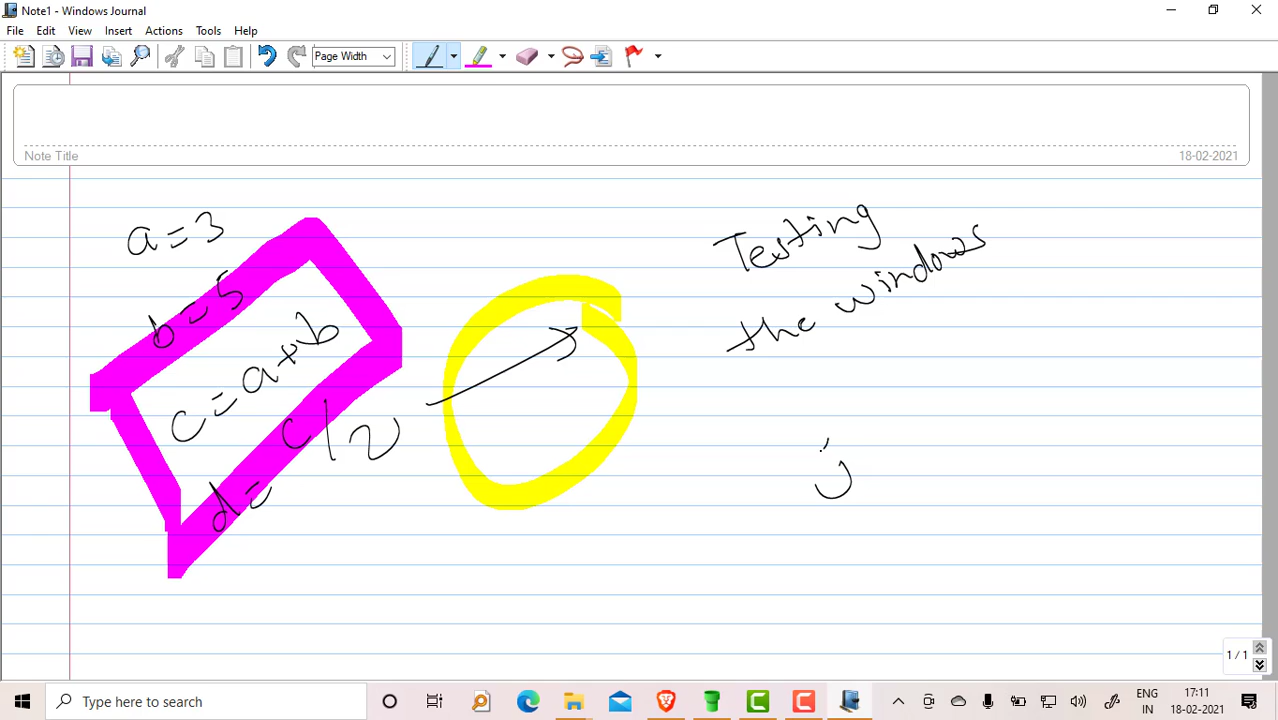 Note1 - Windows Journal
File Edit View Insert Actions Tools Help
Page Width
Note Title 18-02-2021
a=3
b=5
c=a+b
d=c/2
Testing
the windows
j
1 / 1
Type here to search
ENG 17:11
IN 18-02-2021